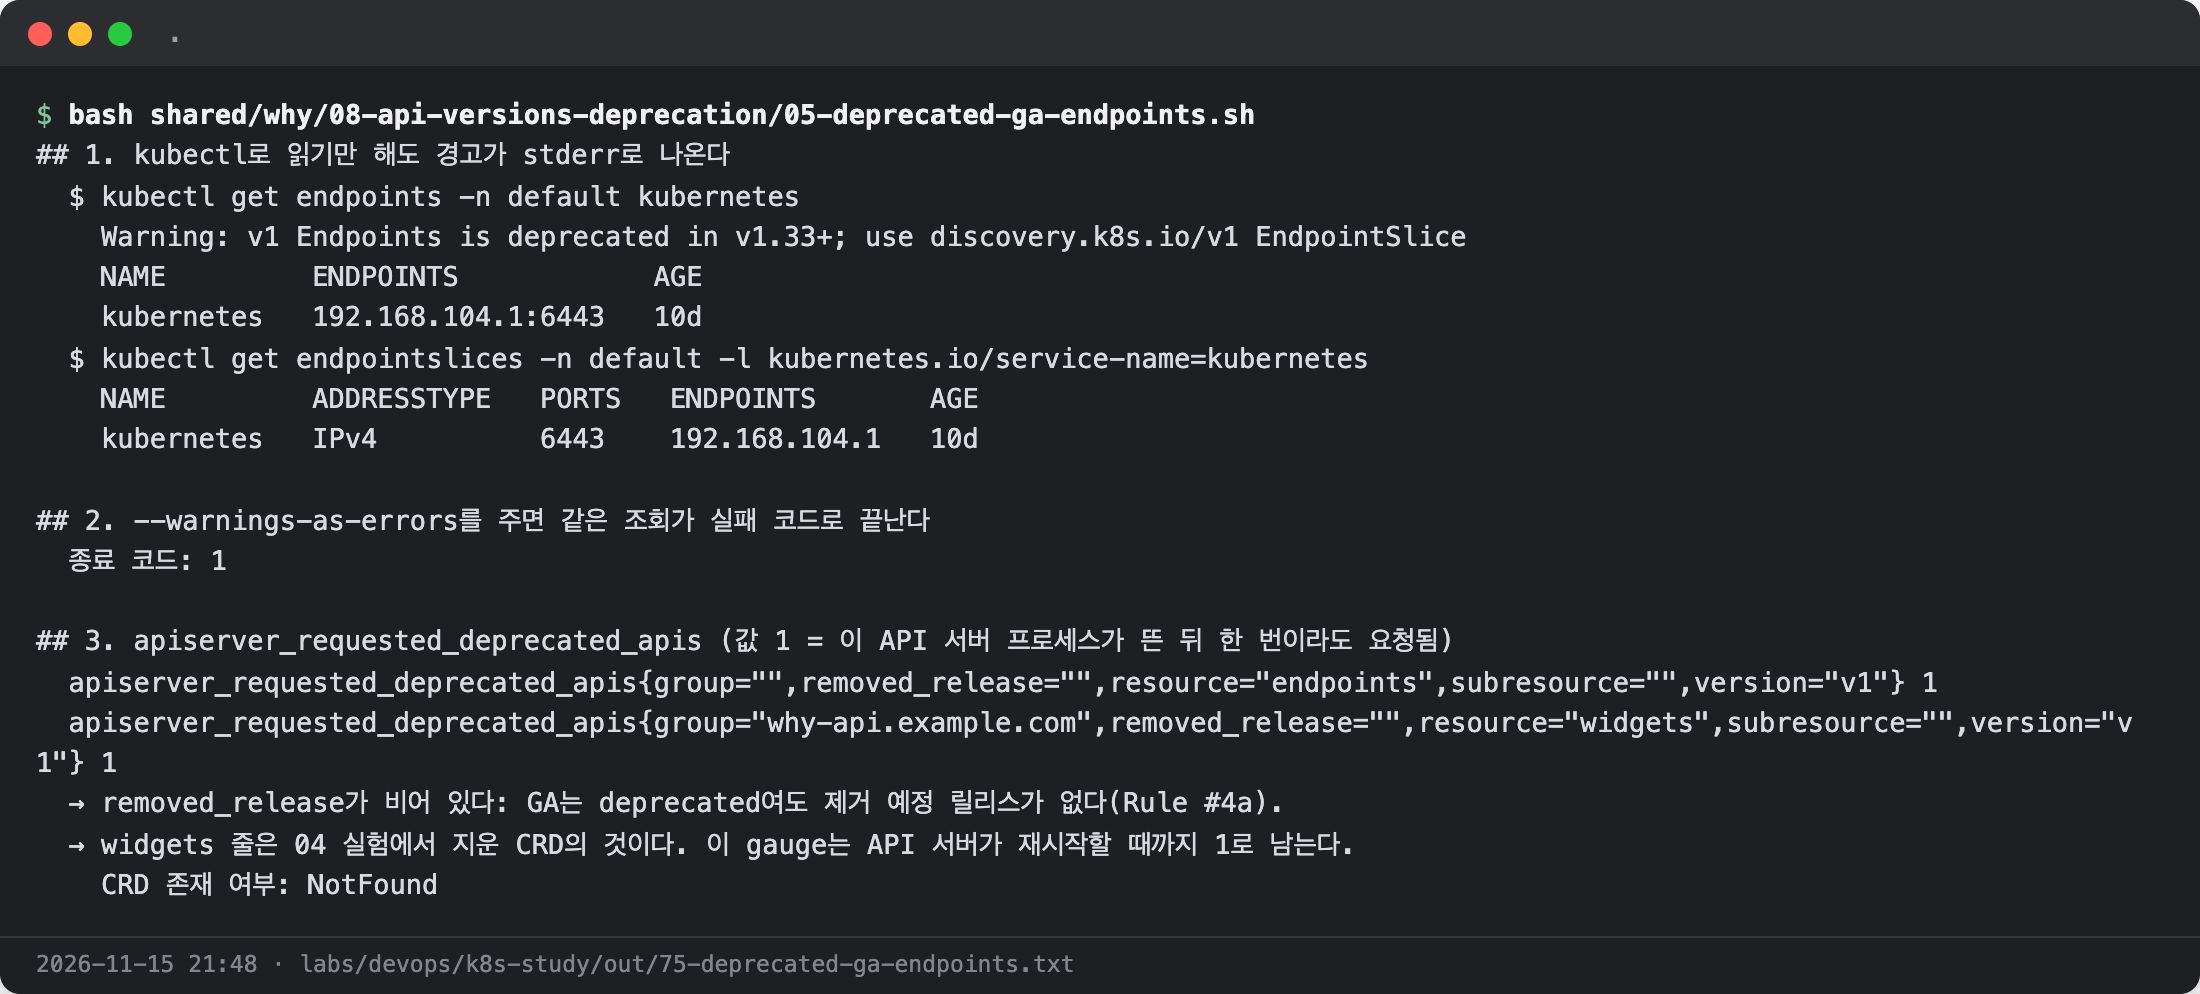 .
$ bash shared/why/08-api-versions-deprecation/05-deprecated-ga-endpoints.sh
## 1. kubectl로 읽기만 해도 경고가 stderr로 나온다
$ kubectl get endpoints -n default kubernetes
Warning: v1 Endpoints is deprecated in v1.33+; use discovery.k8s.io/v1 EndpointSlice
NAME         ENDPOINTS            AGE
kubernetes   192.168.104.1:6443   10d
$ kubectl get endpointslices -n default -l kubernetes.io/service-name=kubernetes
NAME         ADDRESSTYPE   PORTS   ENDPOINTS       AGE
kubernetes   IPv4          6443    192.168.104.1   10d
## 2. --warnings-as-errors를 주면 같은 조회가 실패 코드로 끝난다
종료 코드: 1
## 3. apiserver_requested_deprecated_apis (값 1 = 이 API 서버 프로세스가 뜬 뒤 한 번이라도 요청됨)
apiserver_requested_deprecated_apis{group="",removed_release="",resource="endpoints",subresource="",version="v1"} 1
apiserver_requested_deprecated_apis{group="why-api.example.com",removed_release="",resource="widgets",subresource="",version="v
1"} 1
→ removed_release가 비어 있다: GA는 deprecated여도 제거 예정 릴리스가 없다(Rule #4a).
→ widgets 줄은 04 실험에서 지운 CRD의 것이다. 이 gauge는 API 서버가 재시작할 때까지 1로 남는다.
CRD 존재 여부: NotFound
2026-11-15 21:48 · labs/devops/k8s-study/out/75-deprecated-ga-endpoints.txt